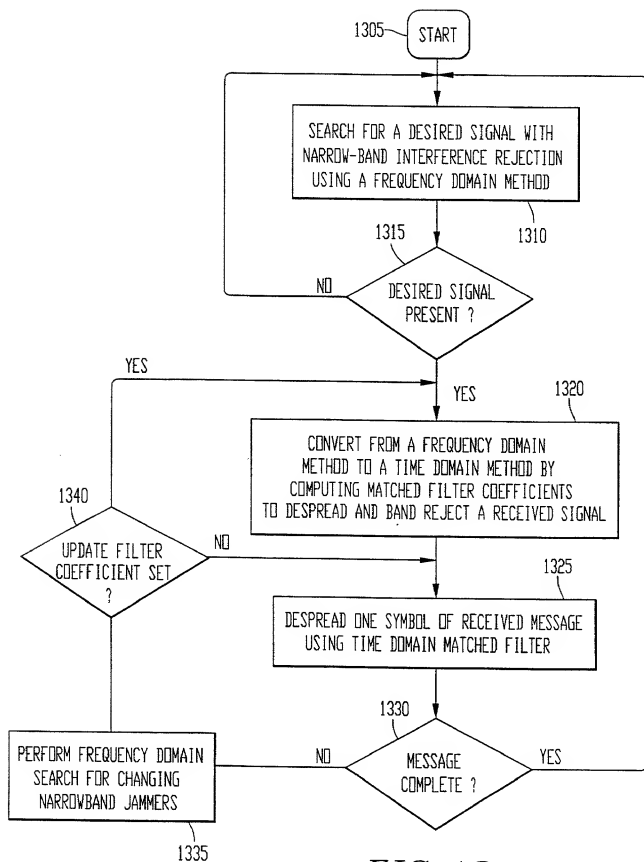 1305
START
SEARCH FOR A DESIRED SIGNAL WITH
NARROW-BAND INTERFERENCE REJECTION
USING A FREQUENCY DOMAIN METHOD
1310
1315
DESIRED SIGNAL
PRESENT ?
NO
YES
YES
1320
CONVERT FROM A FREQUENCY DOMAIN
METHOD TO A TIME DOMAIN METHOD BY
COMPUTING MATCHED FILTER COEFFICIENTS
TO DESPREAD AND BAND REJECT A RECEIVED SIGNAL
1340
UPDATE FILTER
COEFFICIENT SET
?
NO
1325
DESPREAD ONE SYMBOL OF RECEIVED MESSAGE
USING TIME DOMAIN MATCHED FILTER
1330
MESSAGE
COMPLETE ?
NO
YES
PERFORM FREQUENCY DOMAIN
SEARCH FOR CHANGING
NARROWBAND JAMMERS
1335